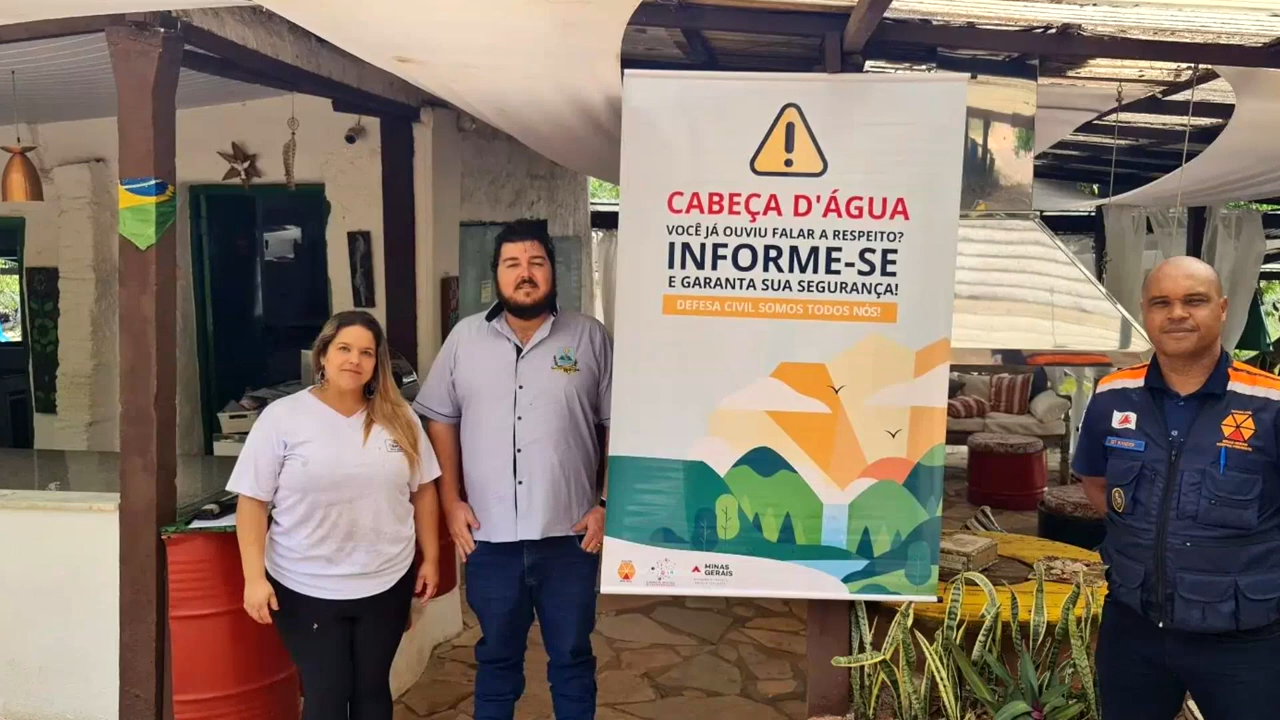 CABEÇA D'ÁGUA
VOCÊ JÁ OUVIU FALAR A RESPEITO?
INFORME-SE
E GARANTA SUA SEGURANÇA!
DEFESA CIVIL SOMOS TODOS NÓS!
MINAS
GERAIS